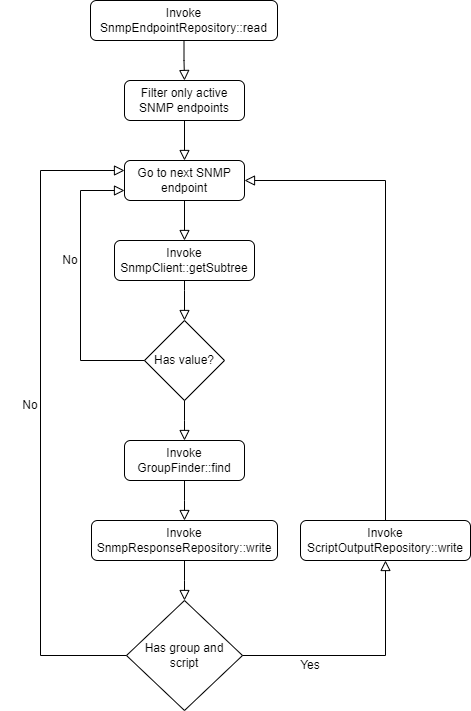 Invoke
SnmpEndpointRepository::read
Filter only active
SNMP endpoints
Go to next SNMP
endpoint
No
Invoke
SnmpClient::getSubtree
Has value?
No
Invoke
GroupFinder::find
Invoke
SnmpResponseRepository::write
Invoke
ScriptOutputRepository::write
Has group and
script
Yes